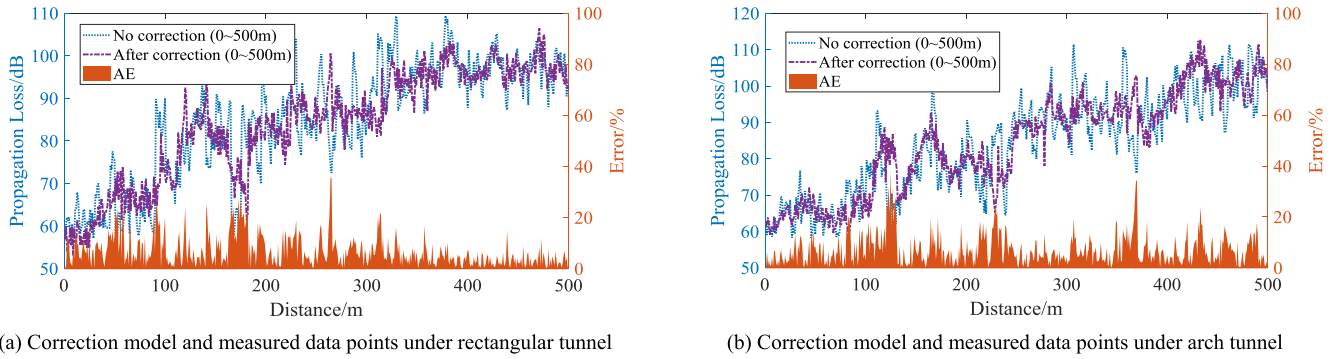 110
100
90
80
70
60
50
Propagation Loss/dB
No correction (0~500m)
After correction (0~500m)
AE
100
80
60
40
20
0
Error/%
0
100
200
300
400
500
Distance/m
(a) Correction model and measured data points under rectangular tunnel
120
110
100
90
80
70
60
50
Propagation Loss/dB
No correction (0~500m)
After correction (0~500m)
AE
100
80
60
40
20
0
Error/%
0
100
200
300
400
500
Distance/m
(b) Correction model and measured data points under arch tunnel